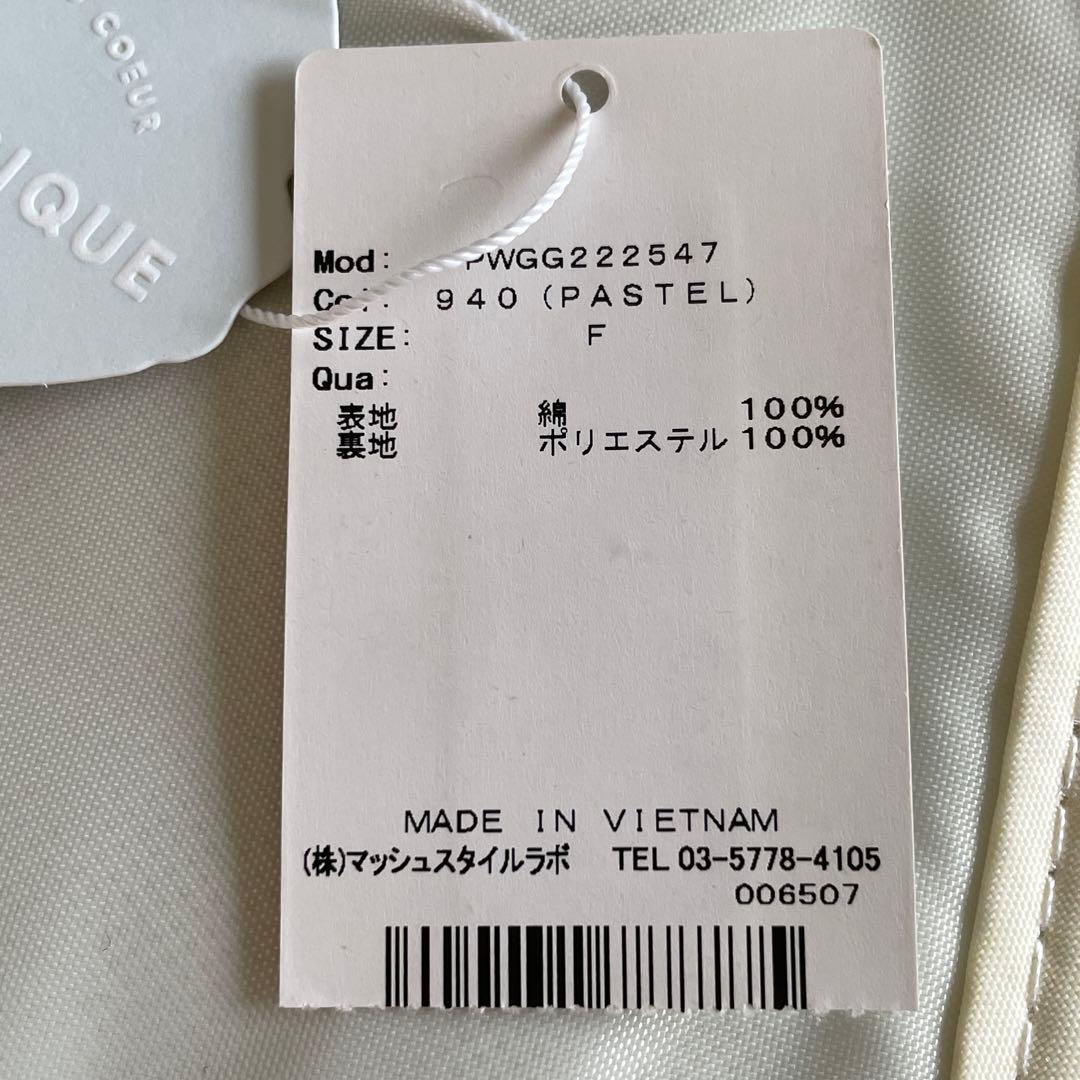 COEUR
IQUE
Mod: PWGG222547
Co : 940 (PASTEL)
SIZE: F
Qua:
表地 綿 100%
裏地 ポリエステル 100%
MADE IN VIETNAM
(株)マッシュスタイルラボ TEL 03-5778-4105
006507